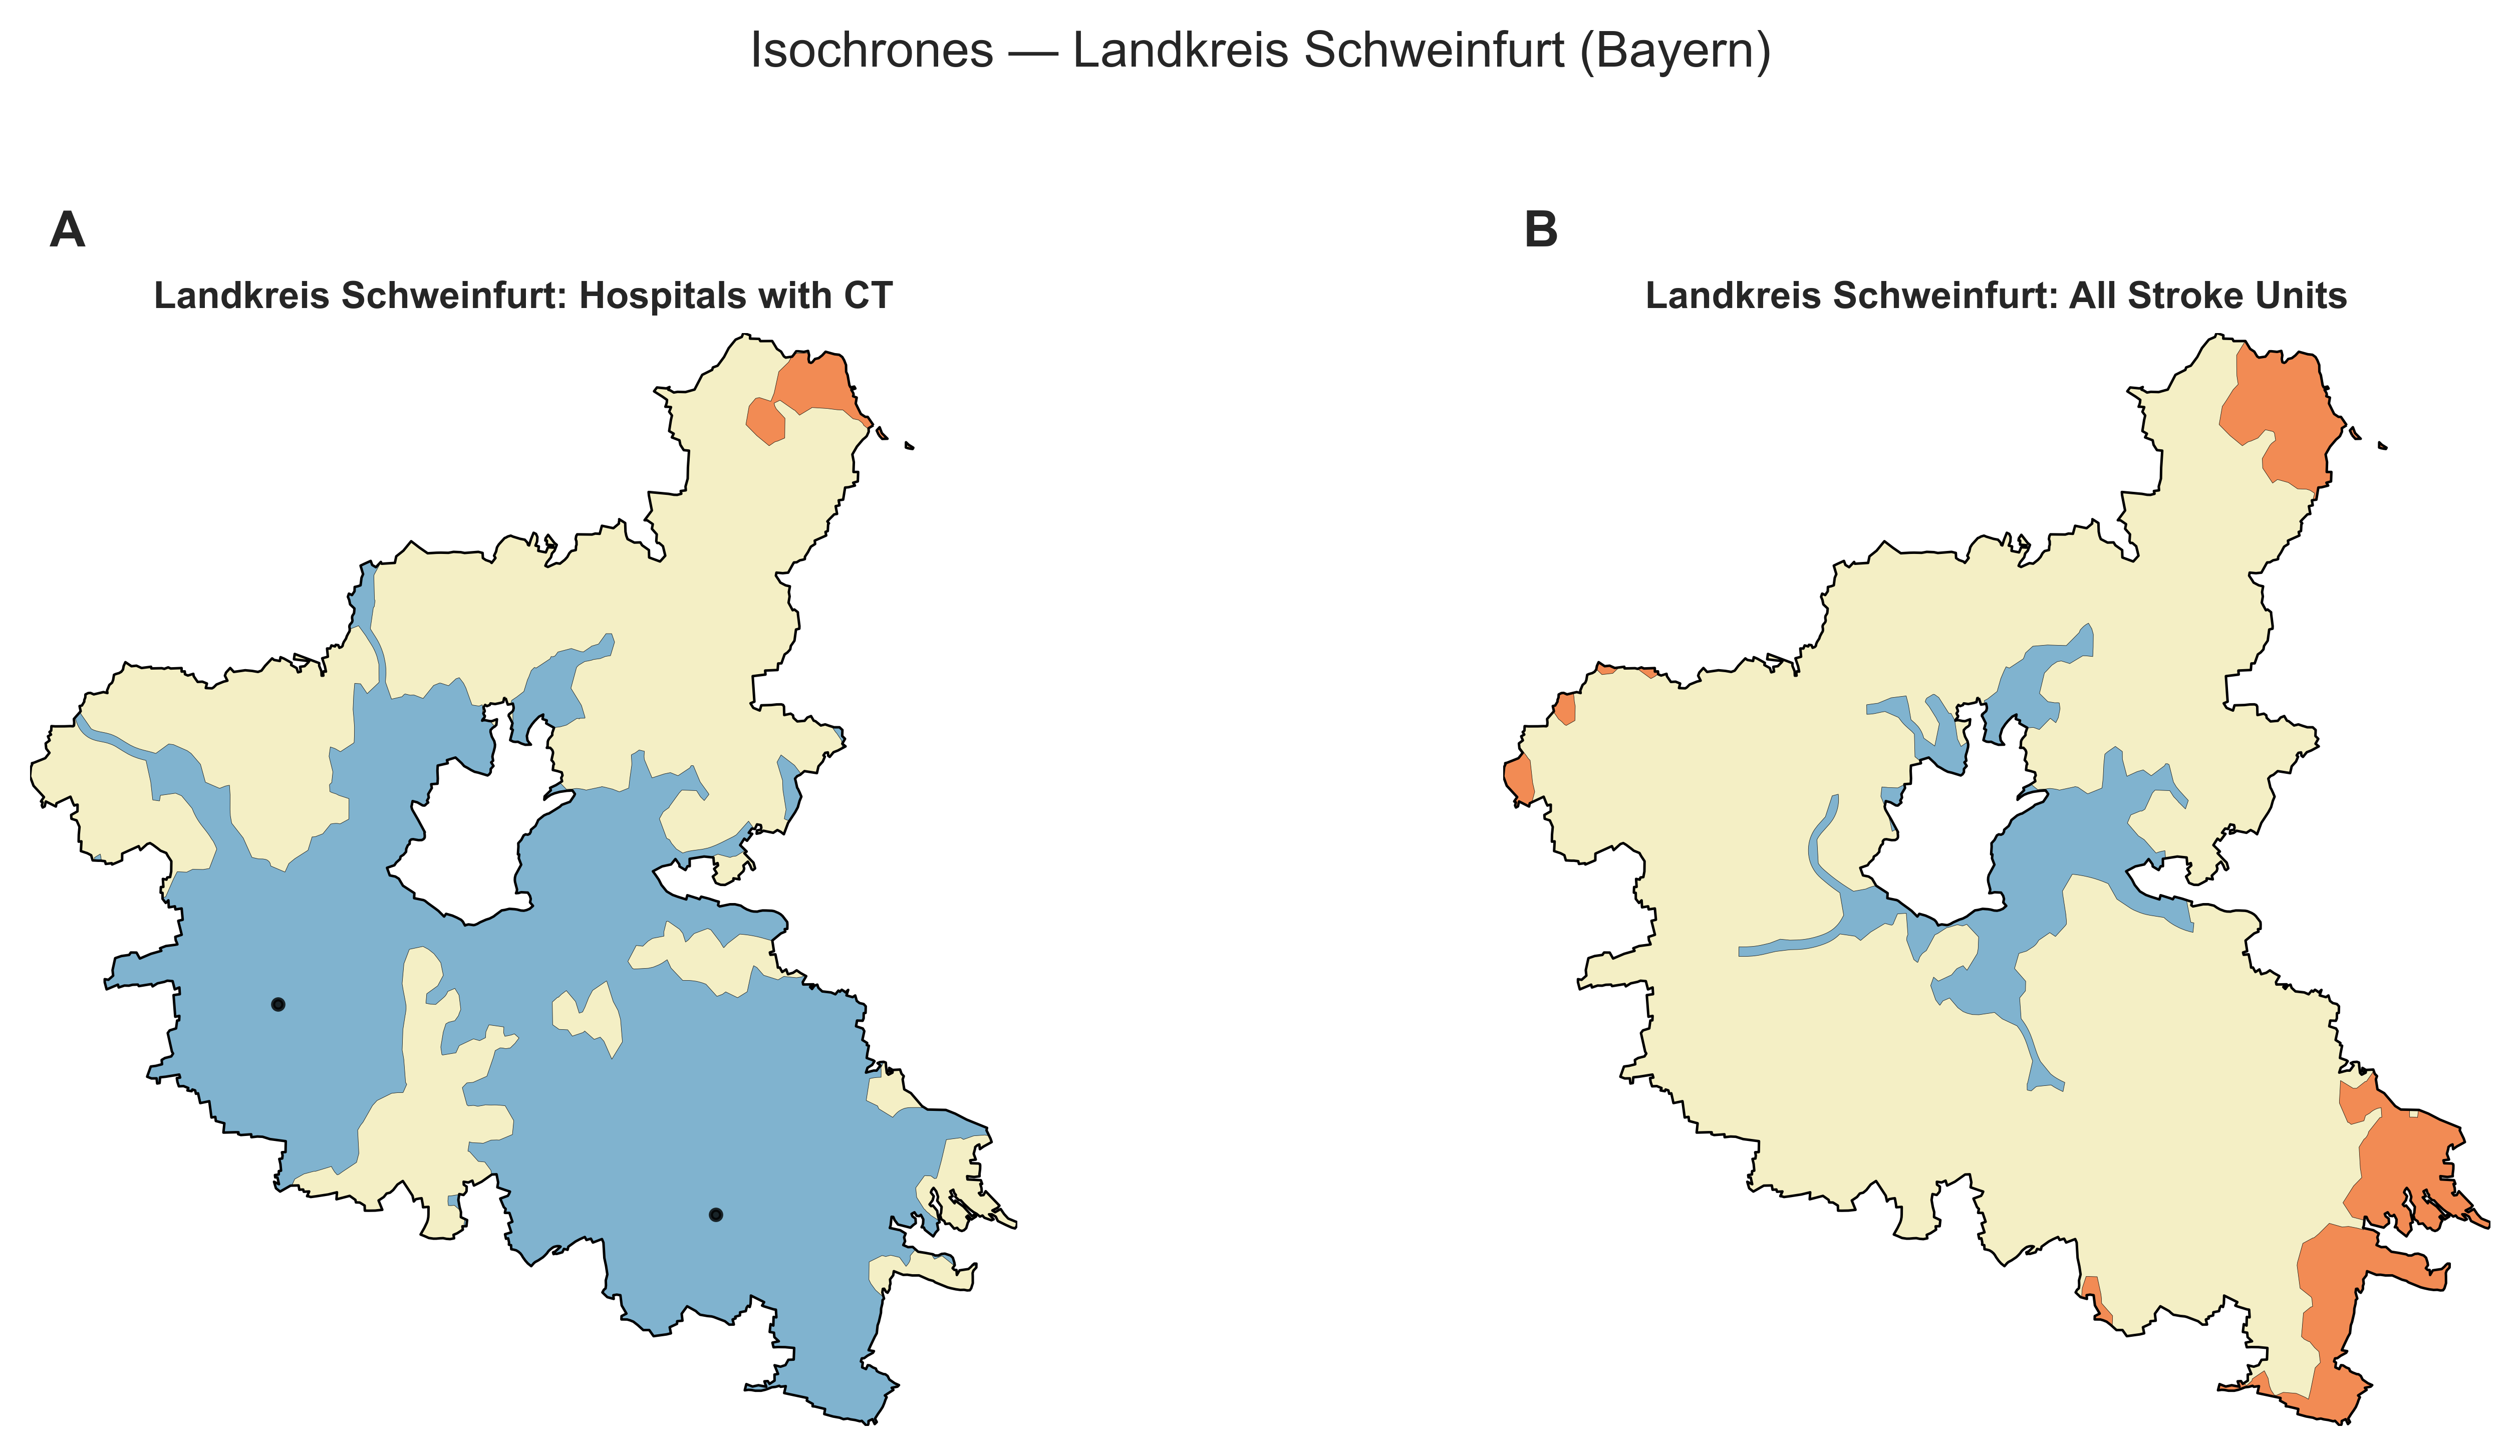 Isochrones — Landkreis Schweinfurt (Bayern)
A
B
Landkreis Schweinfurt: Hospitals with CT
Landkreis Schweinfurt: All Stroke Units